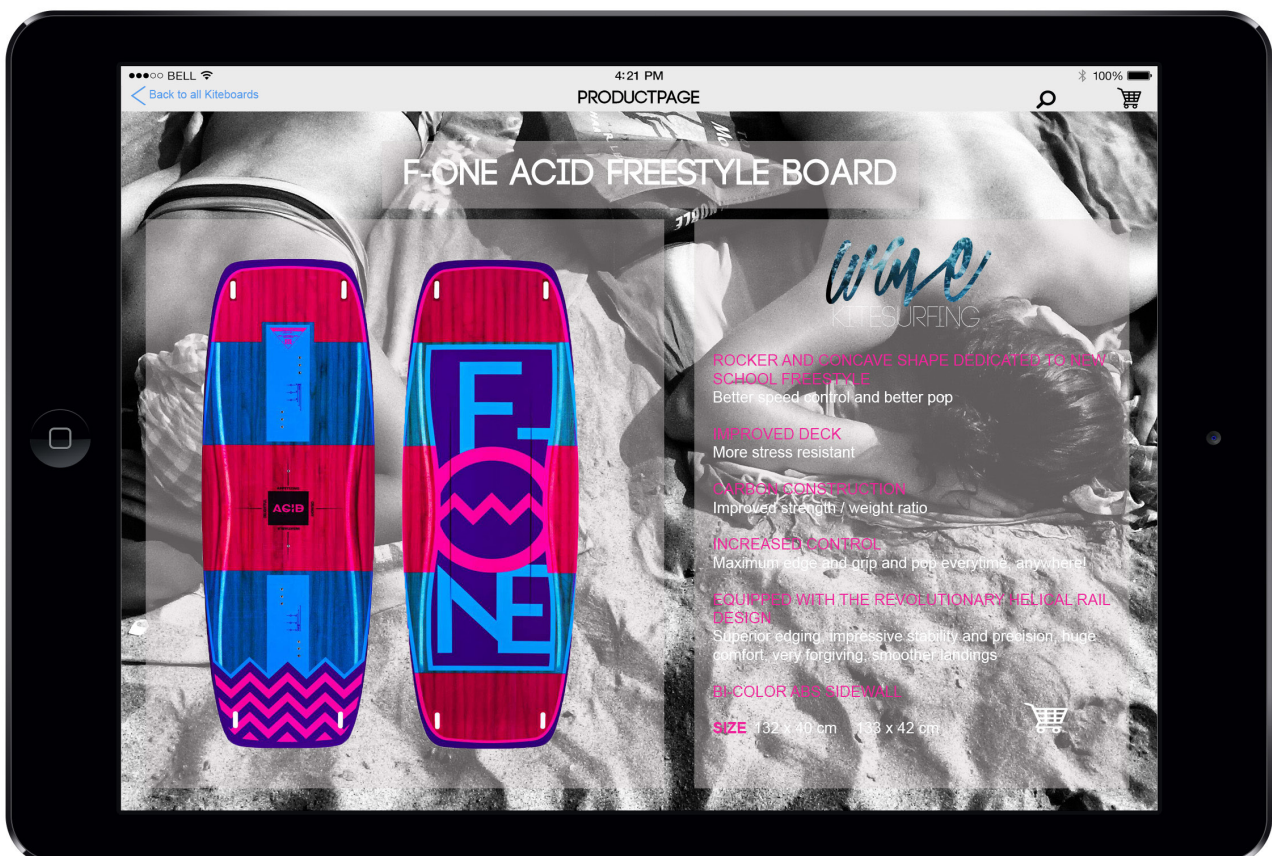 BELL
4:21 PM
100%
Back to all Kiteboards
PRODUCTPAGE
F-ONE ACID FREESTYLE BOARD
KITESURFING
ACID
F-
O
NE
ROCKER AND CONCAVE SHAPE DEDICATED TO NEW
SCHOOL FREESTYLE
Better speed control and better pop
IMPROVED DECK
More stress resistant
CARBON CONSTRUCTION
Improved strength / weight ratio
INCREASED CONTROL
Maximum edge and grip and pop everytime, anywhere!
EQUIPPED WITH THE REVOLUTIONARY HELICAL RAIL
DESIGN
Superior edging, impressive stability and precision, huge
comfort, very forgiving, smoother landings
BI-COLOR ABS SIDEWALL
SIZE 132 x 40 cm 133 x 42 cm